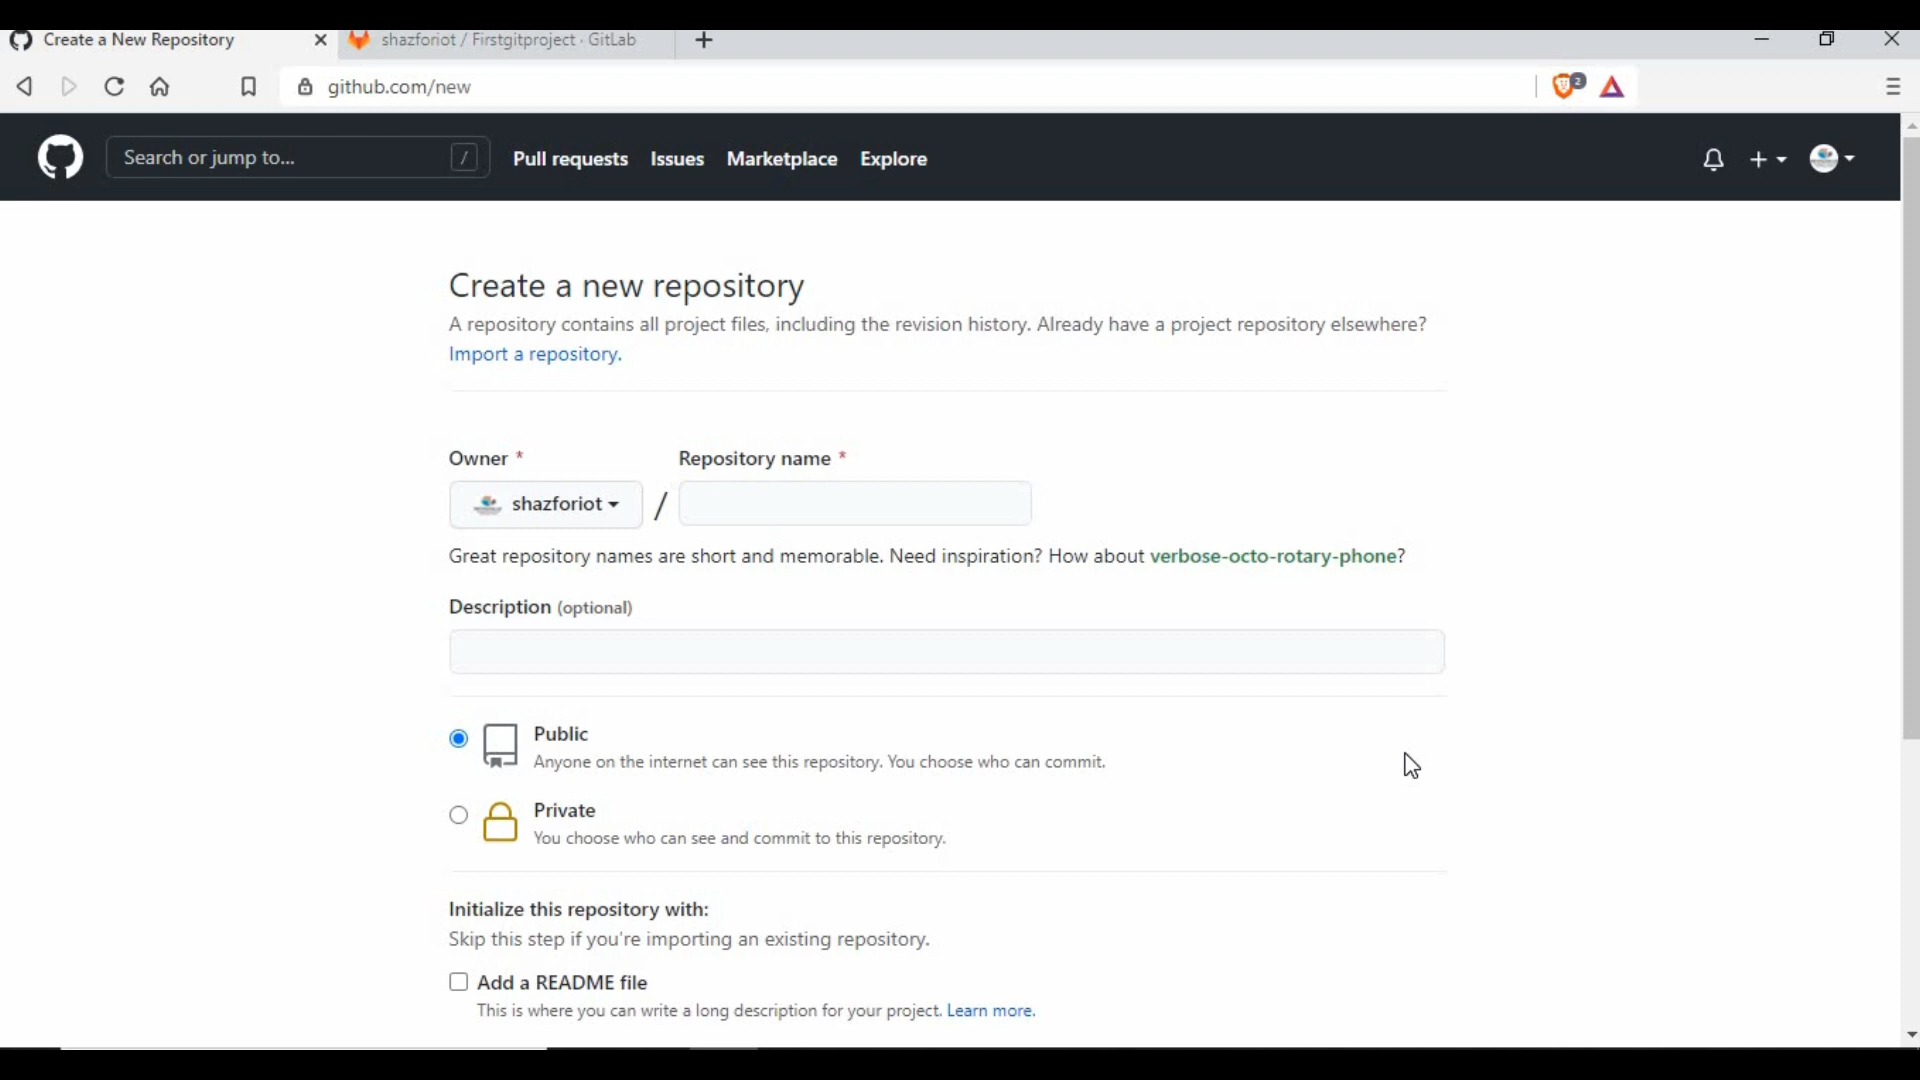 Create a New Repository
shazforiot / Firstgitproject · GitLab
github.com/new
2
Search or jump to...
/
Pull requests
Issues
Marketplace
Explore
Create a new repository
A repository contains all project files, including the revision history. Already have a project repository elsewhere?
Import a repository.
Owner *
Repository name *
shazforiot
/
Great repository names are short and memorable. Need inspiration? How about verbose-octo-rotary-phone?
Description (optional)
Public
Anyone on the internet can see this repository. You choose who can commit.
Private
You choose who can see and commit to this repository.
Initialize this repository with:
Skip this step if you're importing an existing repository.
Add a README file
This is where you can write a long description for your project. Learn more.